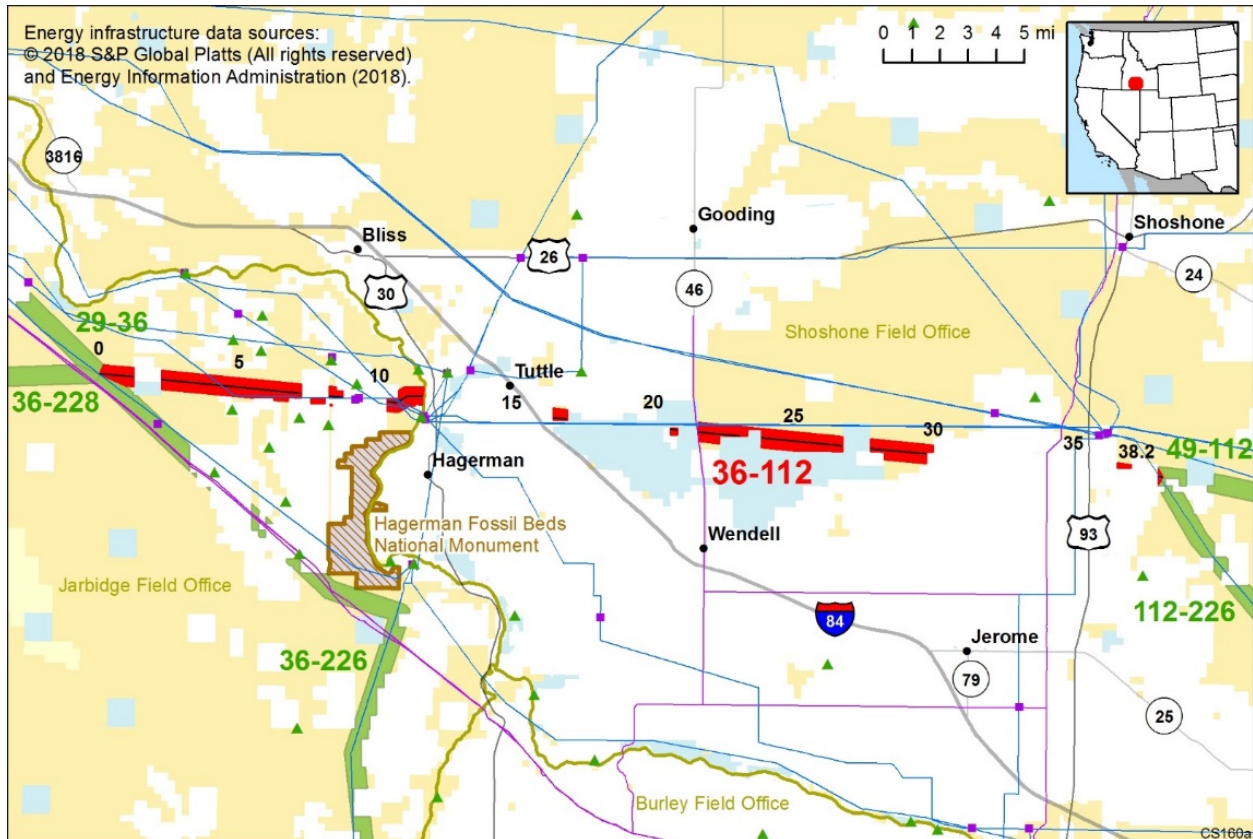 Energy infrastructure data sources:
© 2018 S&P Global Platts (All rights reserved)
and Energy Information Administration (2018).
0 1 2 3 4 5 mi
3816
Gooding
Shoshone
Bliss
26
24
30
46
29-36
Shoshone Field Office
0
5
10
Tuttle
15
20
25
30
35
38.2
36-228
36-112
49-112
Hagerman
Hagerman Fossil Beds
National Monument
Wendell
93
Jarbidge Field Office
84
112-226
Jerome
36-226
79
25
Burley Field Office
CS160a